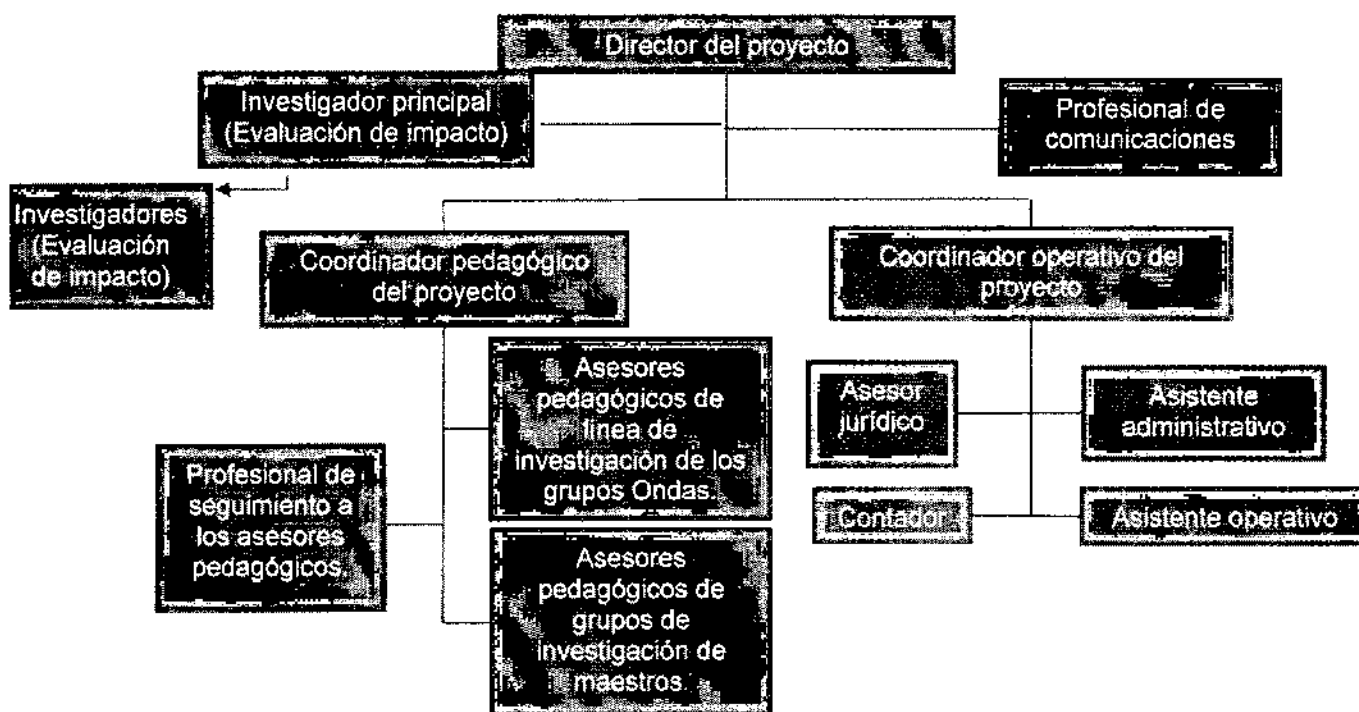 Director del proyecto
Investigador principal
(Evaluación de impacto)
Profesional de
comunicaciones
Investigadores
(Evaluación
de impacto)
Coordinador pedagógico
del proyecto
Coordinador operativo del
proyecto
Asesores
pedagógicos de
línea de
investigación de los
grupos Ondas.
Asesor
jurídico
Asistente
administrativo
Profesional de
seguimiento a
los asesores
pedagógicos.
Contador
Asistente operativo
Asesores
pedagógicos de
grupos de
investigación de
maestros.